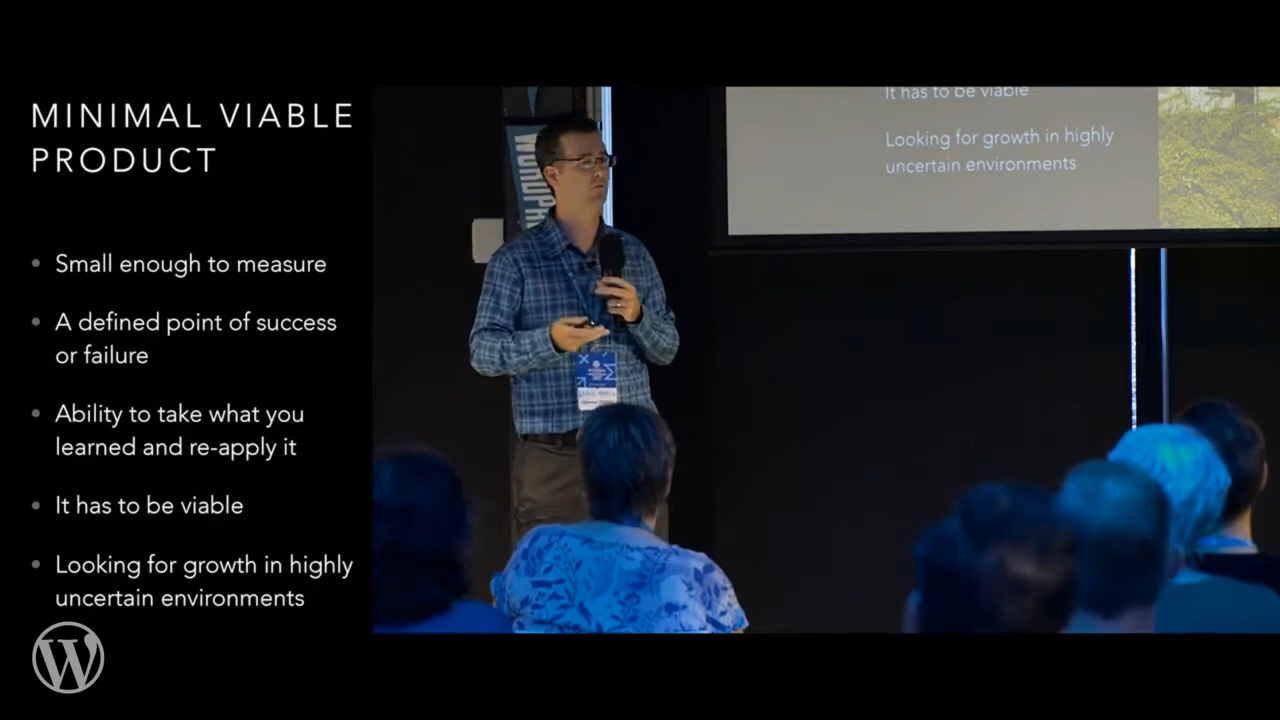 MINIMAL VIABLE
PRODUCT
Small enough to measure
A defined point of success
or failure
Ability to take what you
learned and re-apply it
It has to be viable
Looking for growth in highly
uncertain environments
It has to be viable
Looking for growth in highly
uncertain environments